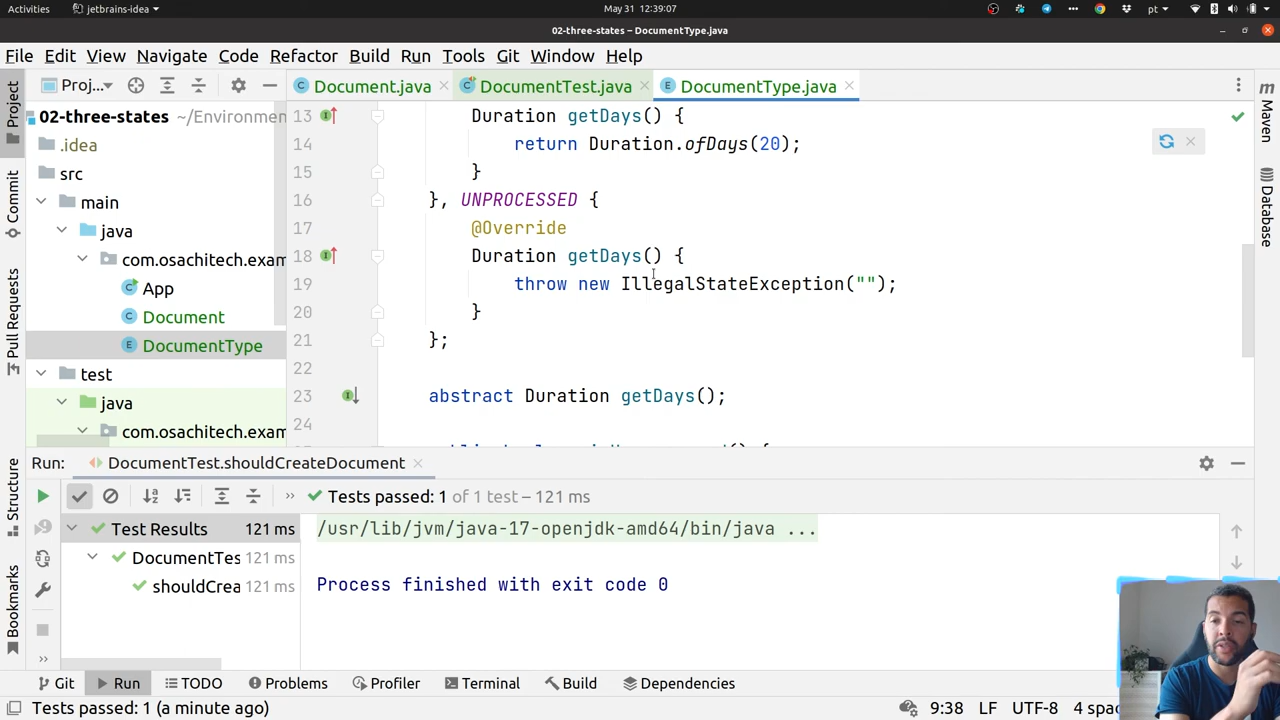 Activities
jetbrains-idea
May 31 12:39:07
pt
02-three-states – DocumentType.java
File Edit View Navigate Code Refactor Build Run Tools Git Window Help
Proj...
Document.java
DocumentTest.java
DocumentType.java
Project
Commit
Pull Requests
Structure
Bookmarks
Maven
Database
02-three-states ~/Environmen
.idea
src
main
java
com.osachitech.exam
App
Document
DocumentType
test
java
com.osachitech.exam
13 Duration getDays() {
14 return Duration.ofDays(20);
15 }
16 }, UNPROCESSED {
17 @Override
18 Duration getDays() {
19 throw new IllegalStateException("");
20 }
21 };
22
23 abstract Duration getDays();
24
Run: DocumentTest.shouldCreateDocument
Tests passed: 1 of 1 test – 121 ms
Test Results 121 ms
DocumentTes 121 ms
shouldCrea 121 ms
/usr/lib/jvm/java-17-openjdk-amd64/bin/java ...
Process finished with exit code 0
Git Run TODO Problems Profiler Terminal Build Dependencies
Tests passed: 1 (a minute ago)
9:38 LF UTF-8 4 spac